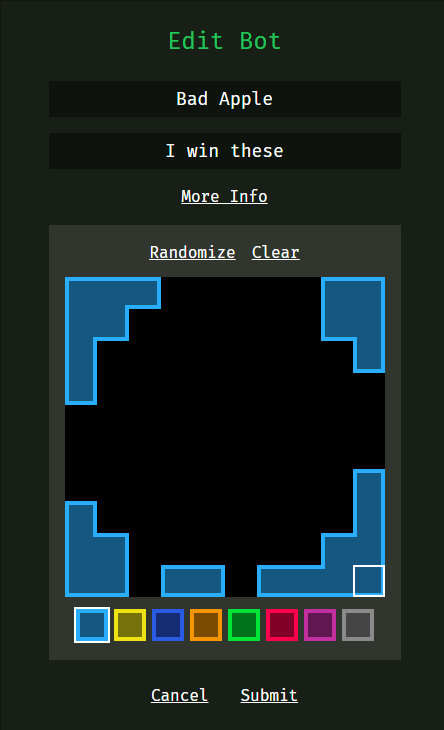 Edit Bot
Bad Apple
I win these
More Info
Randomize Clear
Cancel Submit